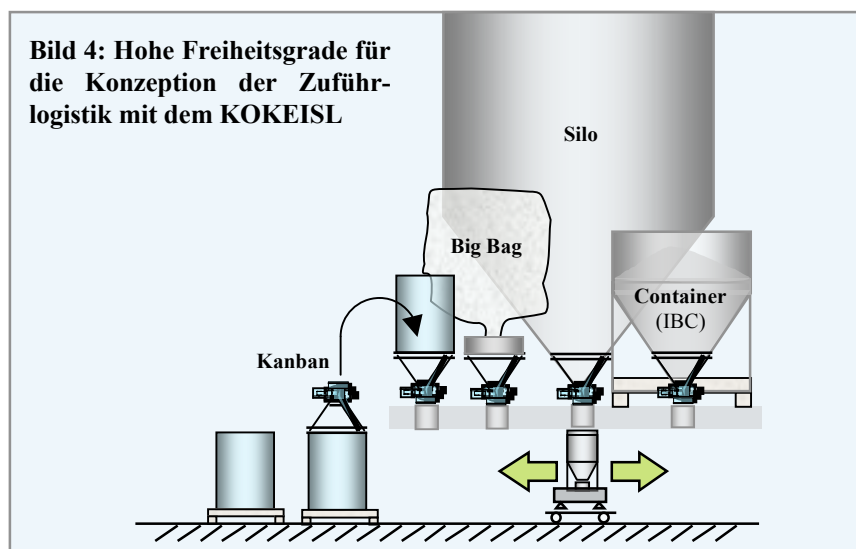 Bild 4: Hohe Freiheitsgrade für
die Konzeption der Zuführ-
logistik mit dem KOKEISL
Silo
Big Bag
Container
(IBC)
Kanban